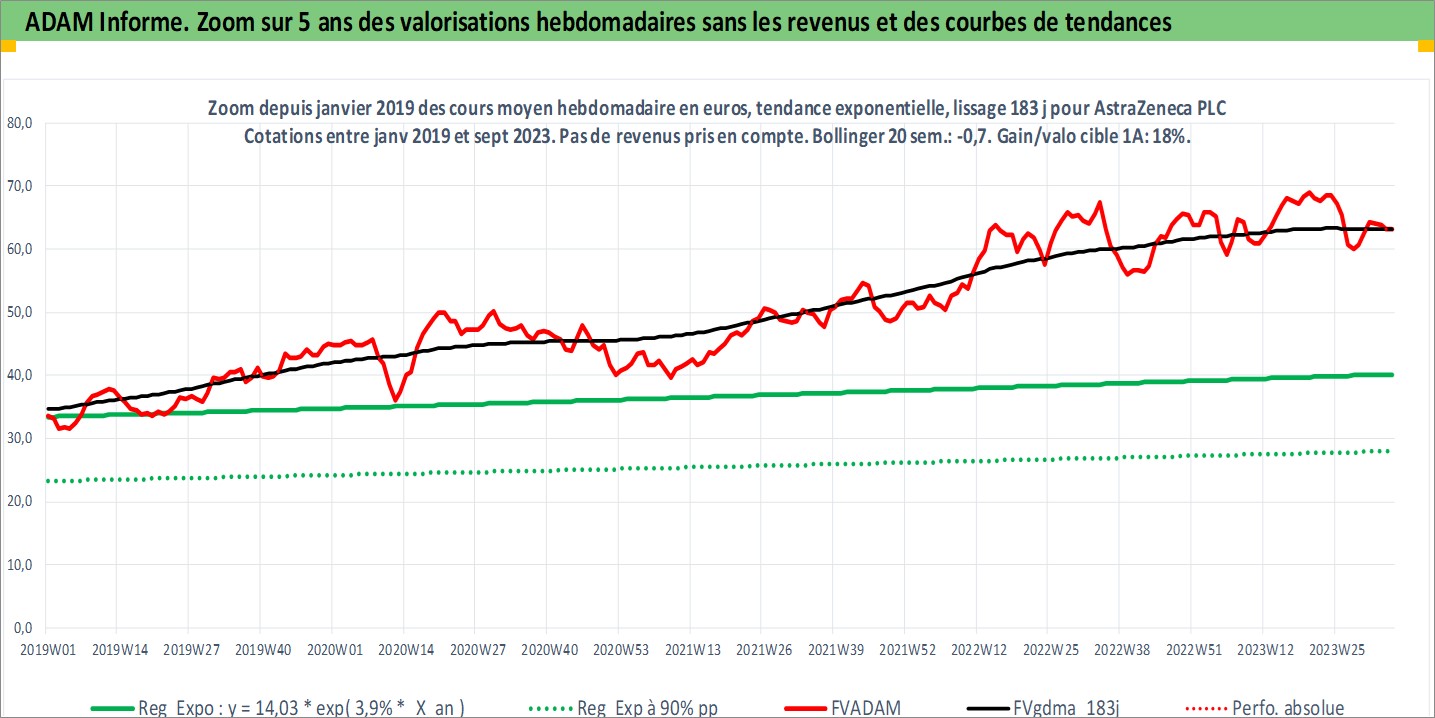 ADAM Informe. Zoom sur 5 ans des valorisations hebdomadaires sans les revenus et des courbes de tendances
Zoom depuis janvier 2019 des cours moyen hebdomadaire en euros, tendance exponentielle, lissage 183 j pour AstraZeneca PLC
Cotations entre janv 2019 et sept 2023. Pas de revenus pris en compte. Bollinger 20 sem.: -0,7. Gain/valo cible 1A: 18%.
80,0
70,0
60,0
50,0
40,0
30,0
20,0
10,0
0,0
2019W01 2019W14 2019W27 2019W40 2020W01 2020W14 2020W27 2020W40 2020W53 2021W13 2021W26 2021W39 2021W52 2022W12 2022W25 2022W38 2022W51 2023W12 2023W25
Reg Expo : y = 14,03 * exp( 3,9% * X an ) Reg Exp à 90% pp FVADAM FVgdma 183j Perfo. absolue